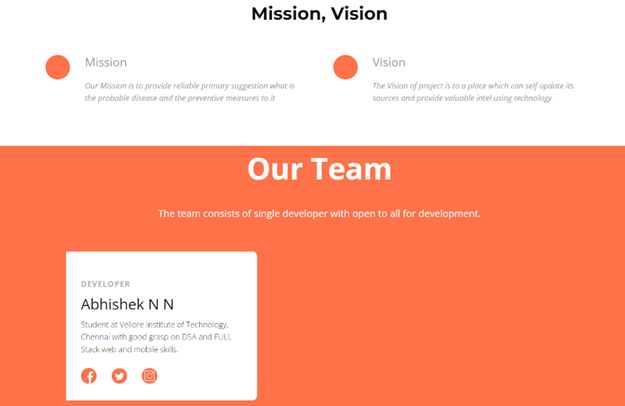 Mission, Vision
Mission
Our Mission is to provide reliable primary suggestion what is
the probable disease and the preventive measures to it
Vision
The Vision of project is to a place which can self update its
sources and provide valuable intel using technology
Our Team
The team consists of single developer with open to all for development.
DEVELOPER
Abhishek N N
Student at Vellore Institute of Technology,
Chennai with good grasp on DSA and FULL
Stack web and mobile skills.